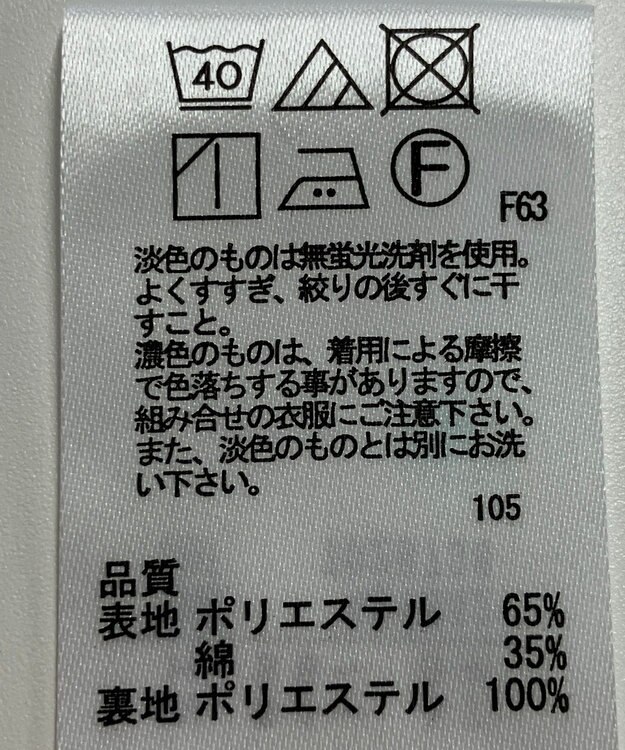 40
F
F63
淡色のものは無蛍光洗剤を使用。
よくすすぎ、絞りの後すぐに干
すこと。
濃色のものは、着用による摩擦
で色落ちする事がありますので、
組み合せの衣服にご注意下さい。
また、淡色のものとは別にお洗
い下さい。
105
品質
表地 ポリエステル 65%
綿 35%
裏地 ポリエステル 100%